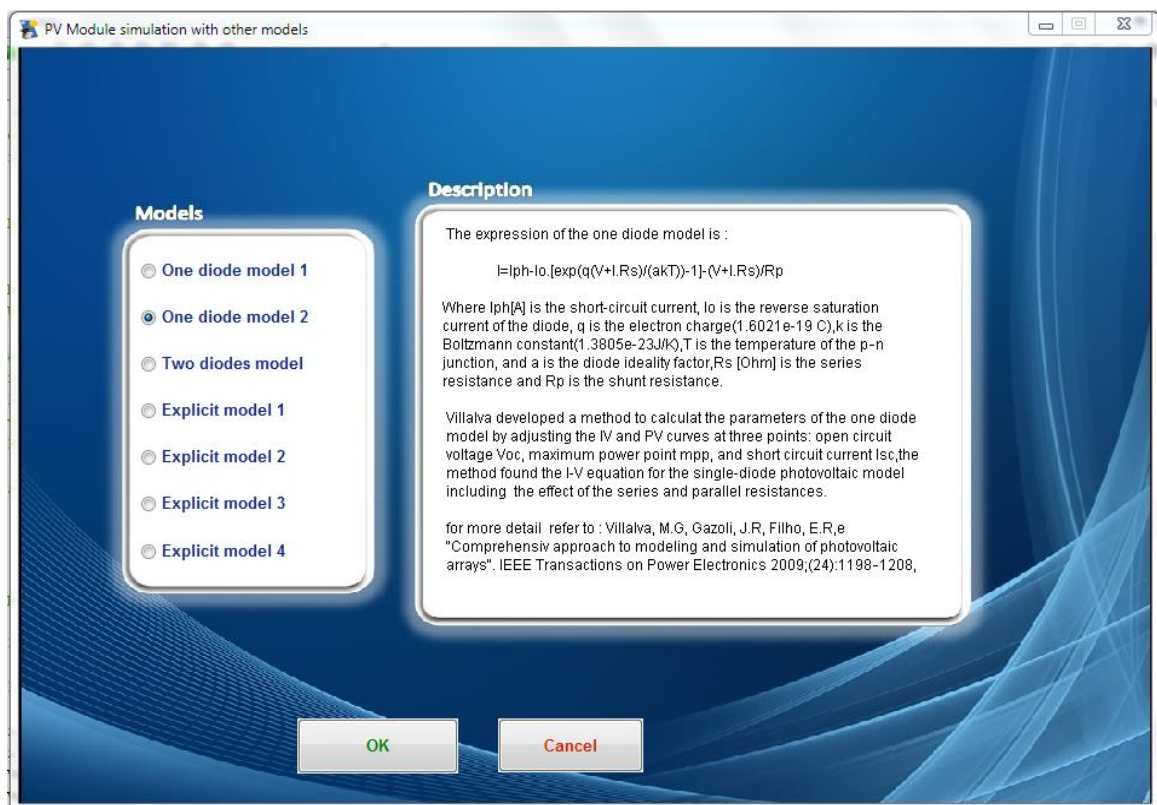 PV Module simulation with other models
Models
One diode model 1
One diode model 2
Two diodes model
Explicit model 1
Explicit model 2
Explicit model 3
Explicit model 4
Description
The expression of the one diode model is :
I=Iph-Io.[exp(q(V+I.Rs)/(akT))-1]-(V+I.Rs)/Rp
Where Iph[A] is the short-circuit current, Io is the reverse saturation
current of the diode, q is the electron charge(1.6021e-19 C),k is the
Boltzmann constant(1.3805e-23J/K),T is the temperature of the p-n
junction, and a is the diode ideality factor,Rs [Ohm] is the series
resistance and Rp is the shunt resistance.
Villalva developed a method to calculat the parameters of the one diode
model by adjusting the IV and PV curves at three points: open circuit
voltage Voc, maximum power point mpp, and short circuit current Isc,the
method found the I-V equation for the single-diode photovoltaic model
including the effect of the series and parallel resistances.
for more detail refer to : Villalva, M.G, Gazoli, J.R, Filho, E.R,e
"Comprehensiv approach to modeling and simulation of photovoltaic
arrays". IEEE Transactions on Power Electronics 2009;(24):1198-1208,
OK
Cancel